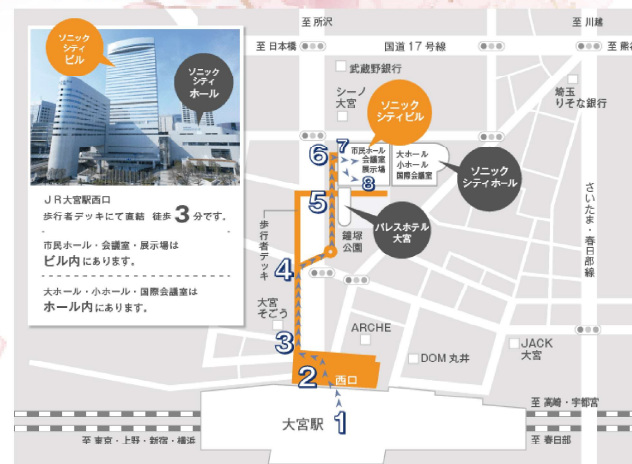 ソニック
シティ
ビル
ソニック
シティ
ホール
JR大宮駅西口
歩行者デッキにて直結 徒歩3分です。
市民ホール・会議室・展示場は
ビル内にあります。
大ホール・小ホール・国際会議室は
ホール内にあります。
至 所沢
至 川越
至 日本橋
国道17号線
至 熊谷
武蔵野銀行
シーノ
大宮
ソニック
シティビル
埼玉
りそな銀行
6
7
市民ホール
会議室
展示場
8
大ホール
小ホール
国際会議室
ソニック
シティホール
5
パレスホテル
大宮
鐘塚
公園
歩行者デッキ
さいたま・春日部線
4
大宮
そごう
3
ARCHE
DOM 丸井
JACK
大宮
2
西口
1
大宮駅
至 高崎・宇都宮
至 東京・上野・新宿・横浜
至 春日部